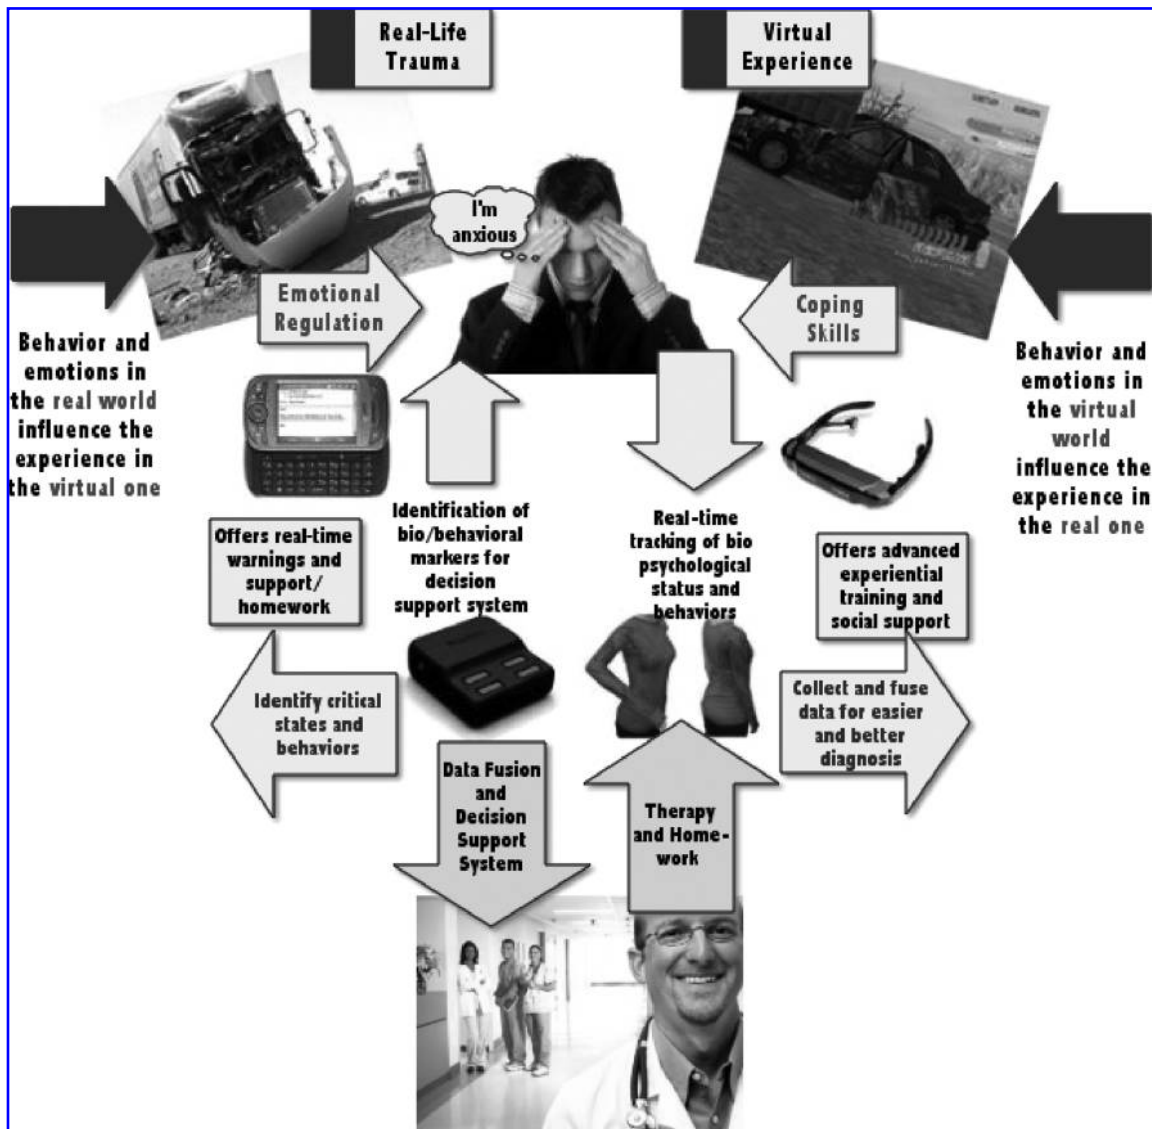 Real-Life
Trauma
Virtual
Experience
I'm
anxious
Emotional
Regulation
Coping
Skills
Behavior and
emotions in
the real world
influence the
experience in
the virtual one
Behavior and
emotions in
the virtual
world
influence the
experience in
the real one
Identification of
bio/behavioral
markers for
decision
support system
Real-time
tracking of bio
psychological
status and
behaviors
Offers real-time
warnings and
support/
homework
Offers advanced
experiential
training and
social support
Identify critical
states and
behaviors
Collect and fuse
data for easier
and better
diagnosis
Data Fusion
and
Decision
Support
System
Therapy
and Home-
work